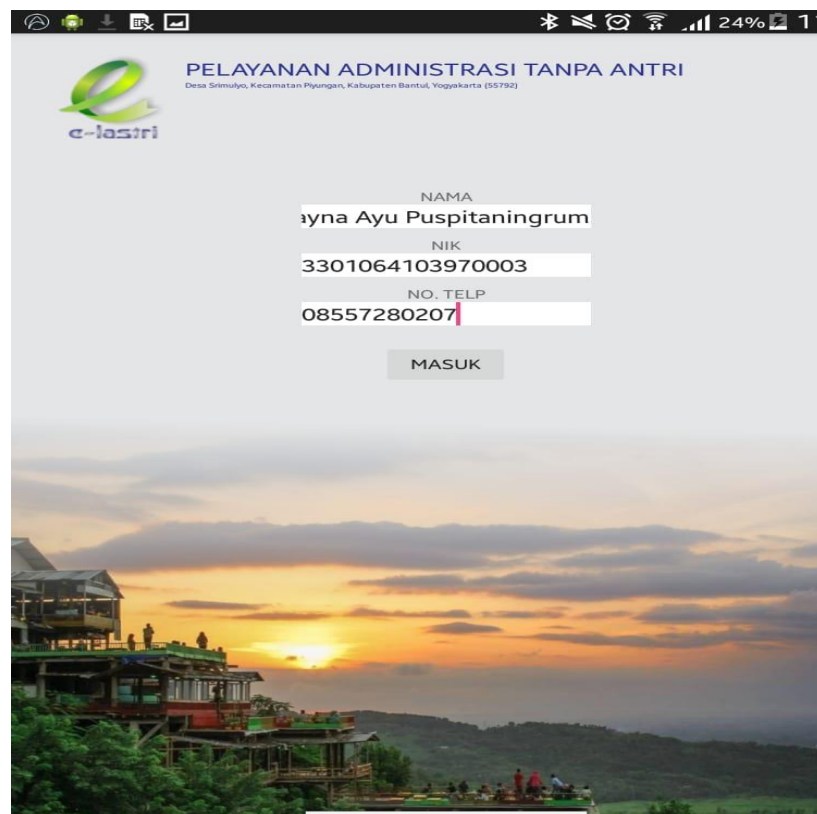 24%
PELAYANAN ADMINISTRASI TANPA ANTRI
Desa Srimulyo, Kecamatan Piyungan, Kabupaten Bantul, Yogyakarta (55792)
e-lastri
NAMA
ayna Ayu Puspitaningrum
NIK
3301064103970003
NO. TELP
08557280207
MASUK